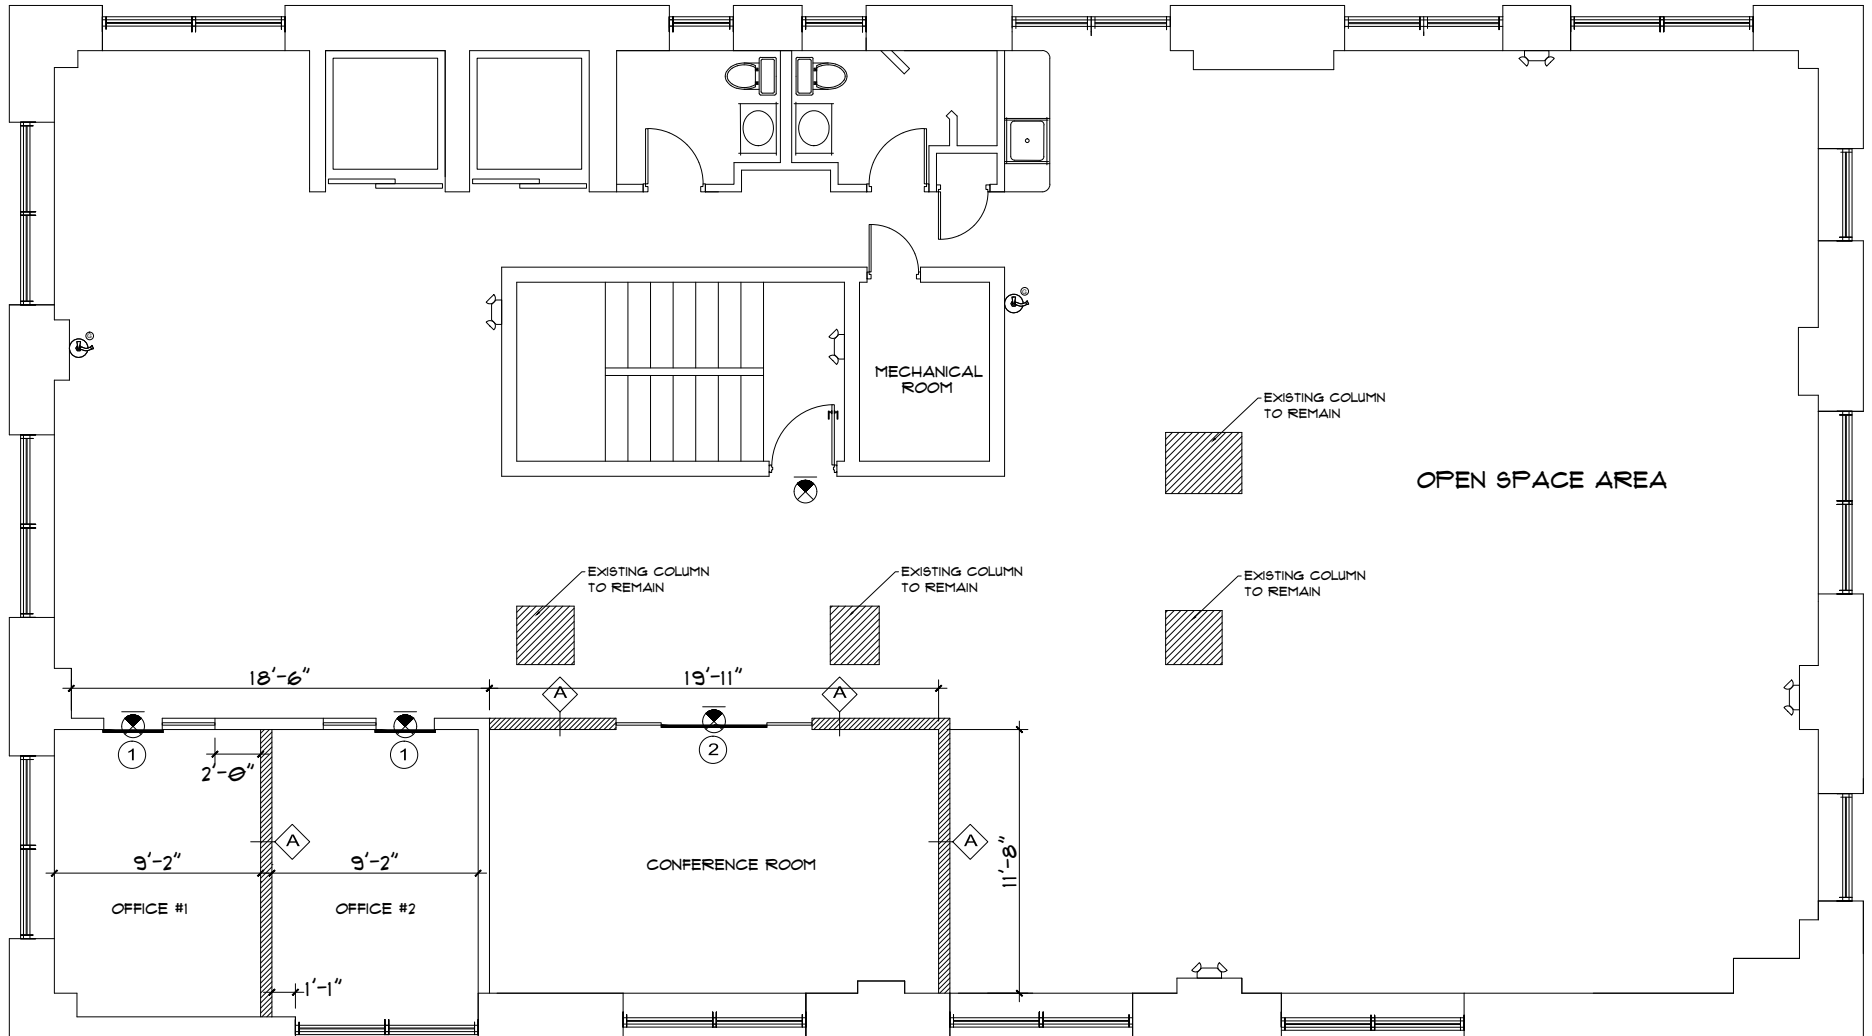 MECHANICAL
ROOM
EXISTING COLUMN
TO REMAIN
OPEN SPACE AREA
EXISTING COLUMN
TO REMAIN
EXISTING COLUMN
TO REMAIN
EXISTING COLUMN
TO REMAIN
18'-6"
19'-11"
A
A
1
1
2
2'-0"
A
A
9'-2"
9'-2"
CONFERENCE ROOM
11'-8"
OFFICE #1
OFFICE #2
1'-1"